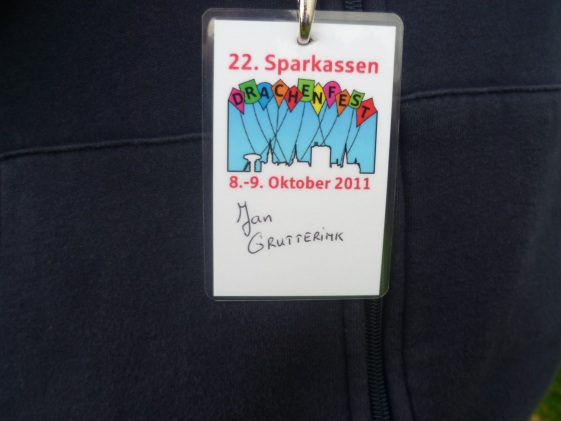 22. Sparkassen
DRACHENFEST
8.-9. Oktober 2011
Jan
GRUTTERINK